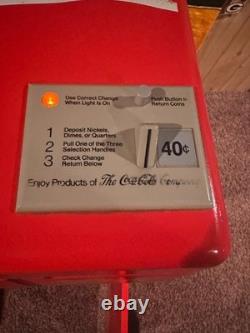 Use Correct Change
When Light Is On
Push Button to
Return Coins
1 Deposit Nickels,
Dimes, or Quarters
2 Pull One of the Three
Selection Handles
3 Check Change
Return Below
40¢
Enjoy Products of The Coca-Cola Company